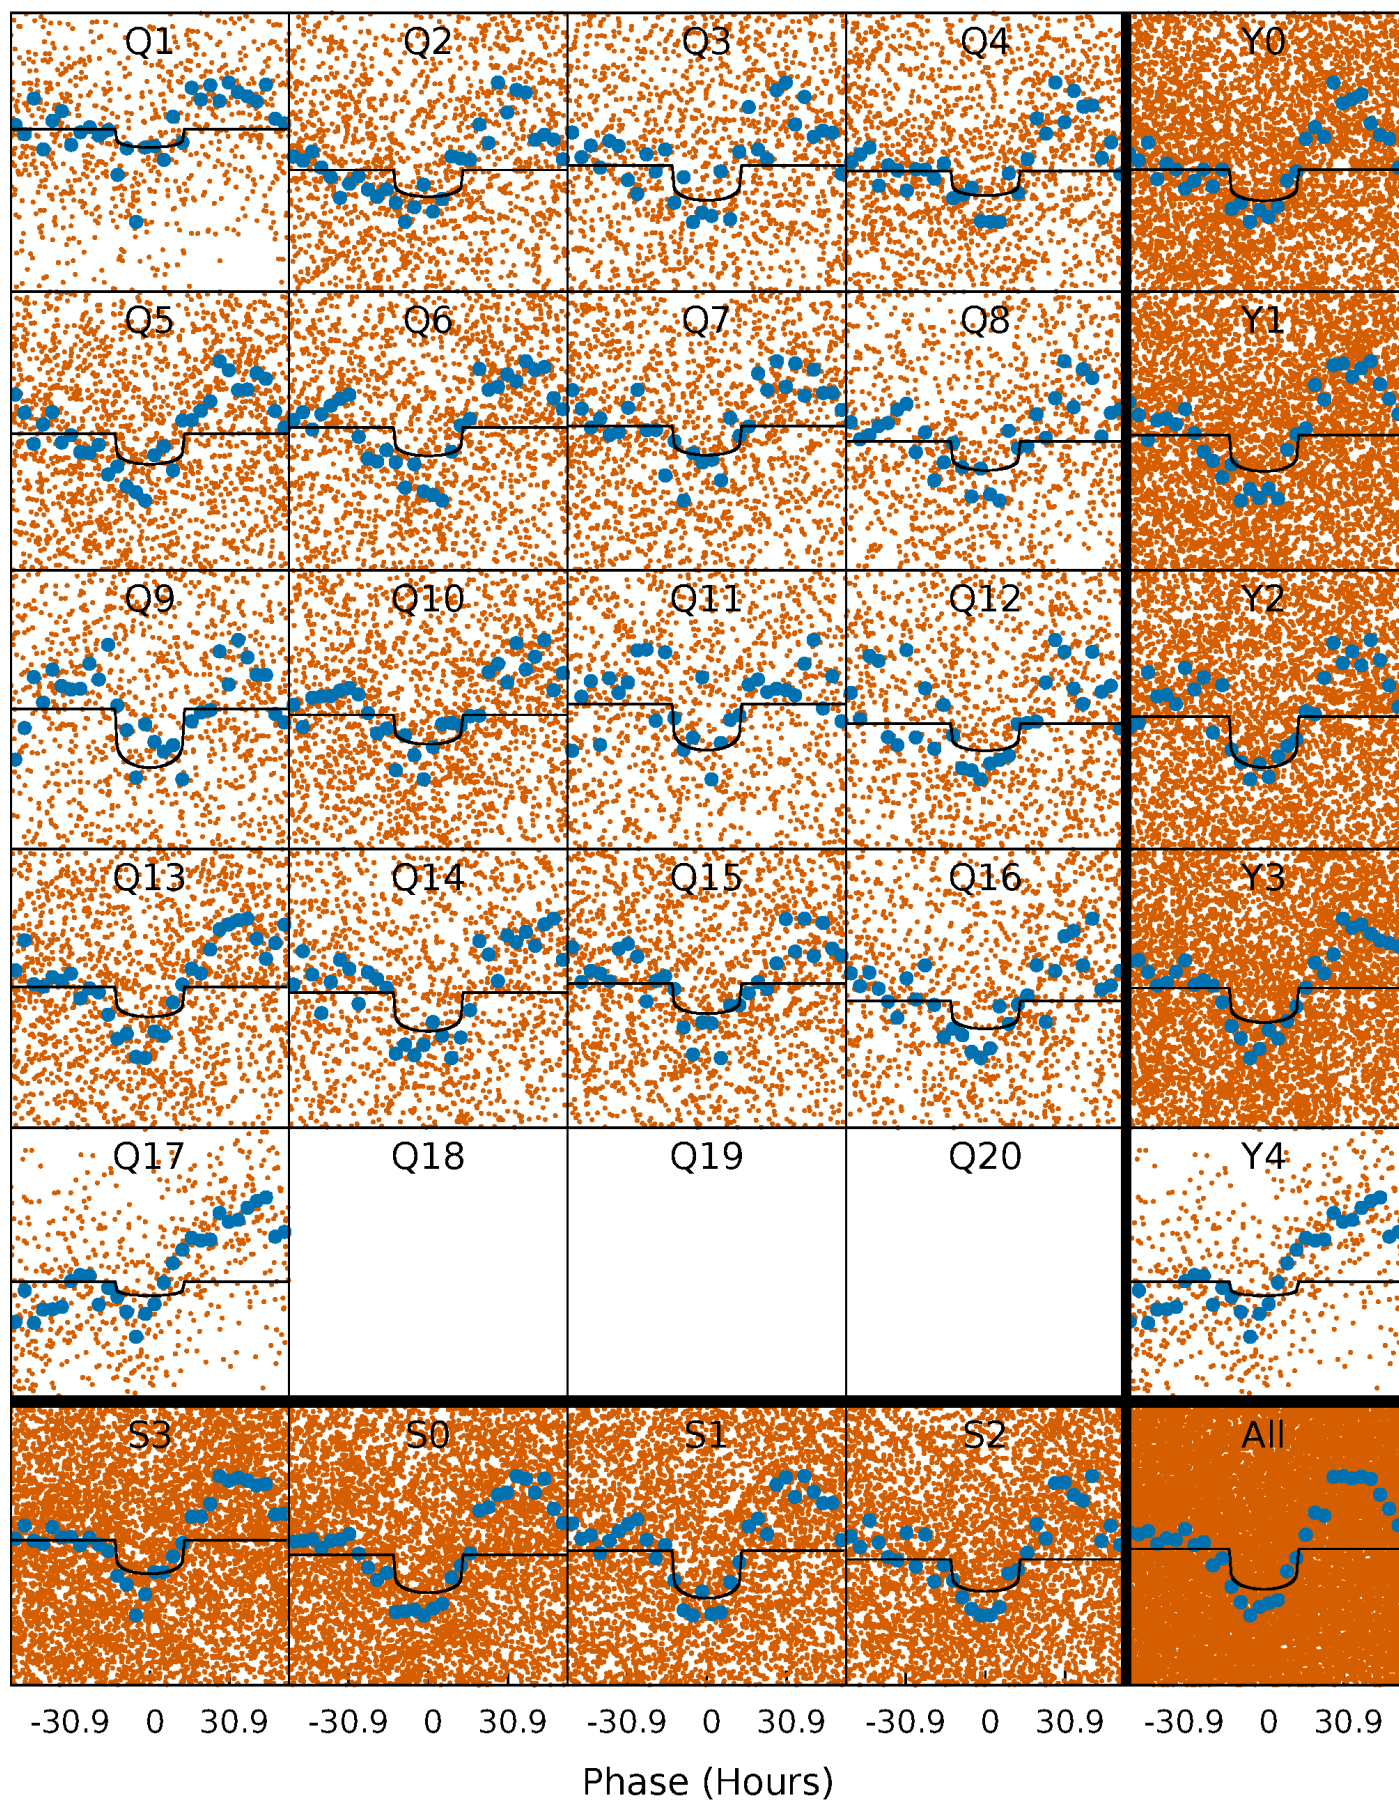 Q1 Q2 Q3 Q4 Y0
Q5 Q6 Q7 Q8 Y1
Q9 Q10 Q11 Q12 Y2
Q13 Q14 Q15 Q16 Y3
Q17 Q18 Q19 Q20 Y4
S3 S0 S1 S2 All
-30.9 0 30.9 -30.9 0 30.9 -30.9 0 30.9 -30.9 0 30.9 -30.9 0 30.9
Phase (Hours)